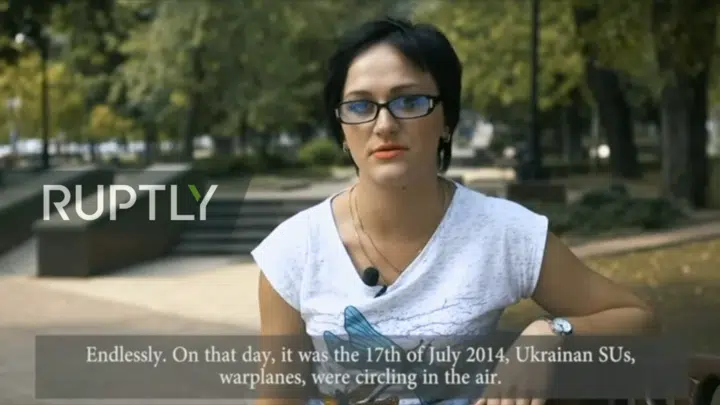 RUPTLY
Endlessly. On that day, it was the 17th of July 2014, Ukrainian SUs,
warplanes, were circling in the air.